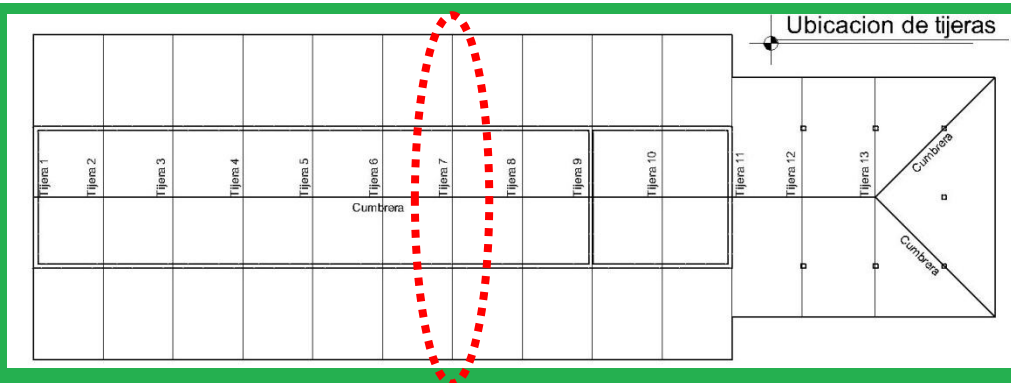 Ubicacion de tijeras
Tijera 1
Tijera 2
Tijera 3
Tijera 4
Tijera 5
Tijera 6
Tijera 7
Tijera 8
Tijera 9
Tijera 10
Tijera 11
Tijera 12
Tijera 13
Cumbrera
Cumbrera
Cumbrera